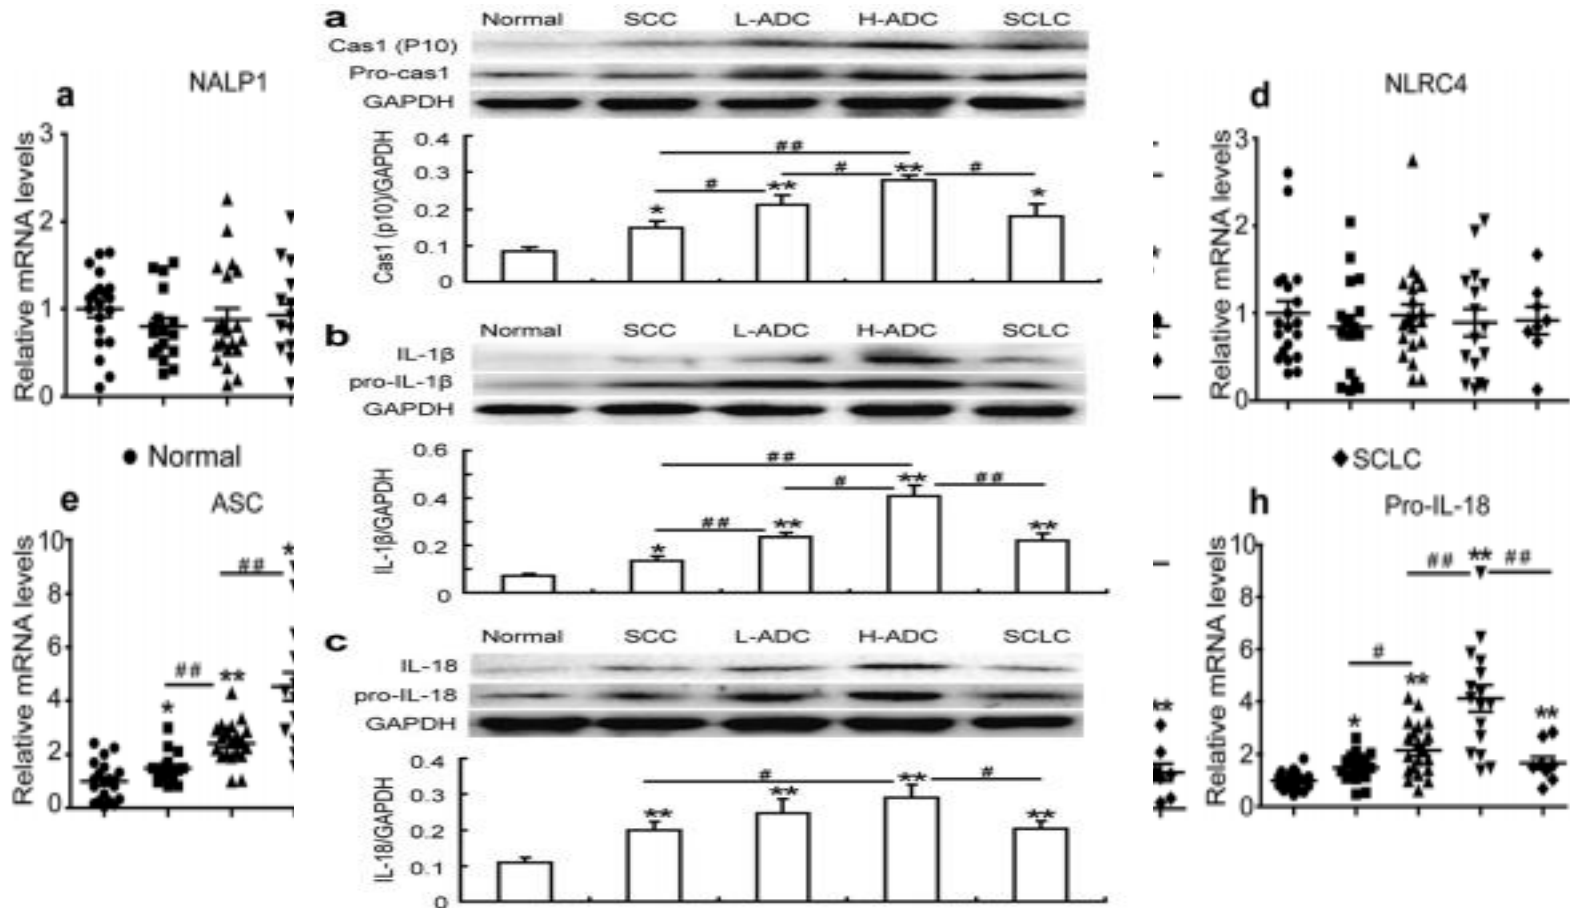 a
NALP1
Relative mRNA levels
3
2
1
0
Normal
e
ASC
Relative mRNA levels
10
8
6
4
2
0
*
##
**
##
*
a
Normal SCC L-ADC H-ADC SCLC
Cas1 (P10)
Pro-cas1
GAPDH
Cas1 (p10)/GAPDH
0.4
0.3
0.2
0.1
0
##
# ** # ** #
* *
b
Normal SCC L-ADC H-ADC SCLC
IL-1β
pro-IL-1β
GAPDH
IL-1β/GAPDH
0.6
0.4
0.2
0
##
# ** ##
* ## ** **
c
Normal SCC L-ADC H-ADC SCLC
IL-18
pro-IL-18
GAPDH
IL-18/GAPDH
0.4
0.3
0.2
0.1
0
# ** #
** ** **
**
d
NLRC4
Relative mRNA levels
3
2
1
0
SCLC
h
Pro-IL-18
Relative mRNA levels
10
8
6
4
2
0
## ** ##
# **
* **